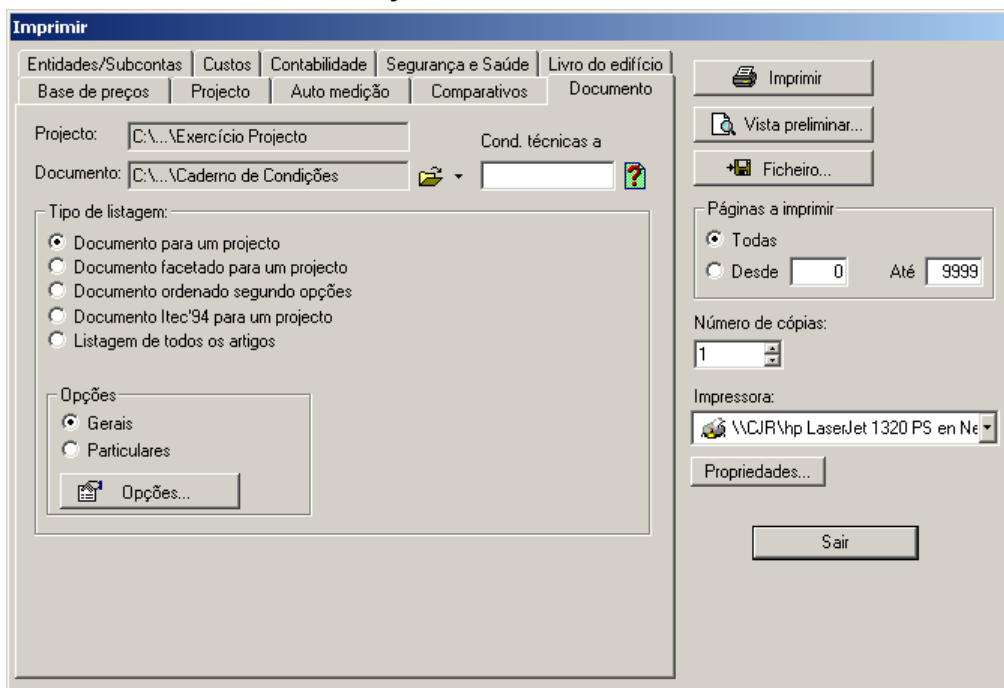 Imprimir
Entidades/Subcontas Custos Contabilidade Segurança e Saúde Livro do edifício
Base de preços Projecto Auto medição Comparativos Documento
Projecto: C:\...\Exercício Projecto
Cond. técnicas a
Documento: C:\...\Caderno de Condições
Tipo de listagem:
Documento para um projecto
Documento facetado para um projecto
Documento ordenado segundo opções
Documento Itec'94 para um projecto
Listagem de todos os artigos
Opções
Gerais
Particulares
Opções...
Imprimir
Vista preliminar...
Ficheiro...
Páginas a imprimir
Todas
Desde 0 Até 9999
Número de cópias:
1
Impressora:
\\CJR\hp LaserJet 1320 PS en Ne
Propriedades...
Sair